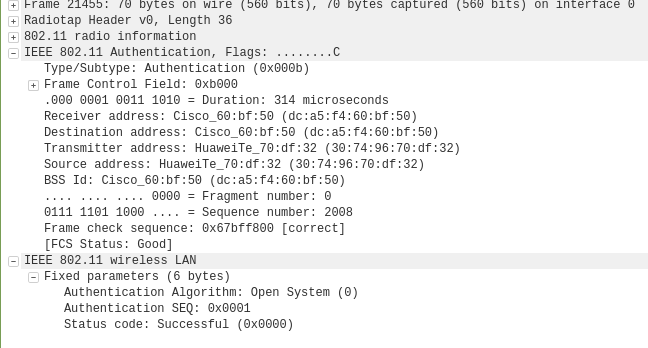 Frame 21455: 70 bytes on wire (560 bits), 70 bytes captured (560 bits) on interface 0
Radiotap Header v0, Length 36
802.11 radio information
IEEE 802.11 Authentication, Flags: ........C
Type/Subtype: Authentication (0x000b)
Frame Control Field: 0xb000
.000 0001 0011 1010 = Duration: 314 microseconds
Receiver address: Cisco_60:bf:50 (dc:a5:f4:60:bf:50)
Destination address: Cisco_60:bf:50 (dc:a5:f4:60:bf:50)
Transmitter address: HuaweiTe_70:df:32 (30:74:96:70:df:32)
Source address: HuaweiTe_70:df:32 (30:74:96:70:df:32)
BSS Id: Cisco_60:bf:50 (dc:a5:f4:60:bf:50)
.... .... .... 0000 = Fragment number: 0
0111 1101 1000 .... = Sequence number: 2008
Frame check sequence: 0x67bff800 [correct]
[FCS Status: Good]
IEEE 802.11 wireless LAN
Fixed parameters (6 bytes)
Authentication Algorithm: Open System (0)
Authentication SEQ: 0x0001
Status code: Successful (0x0000)